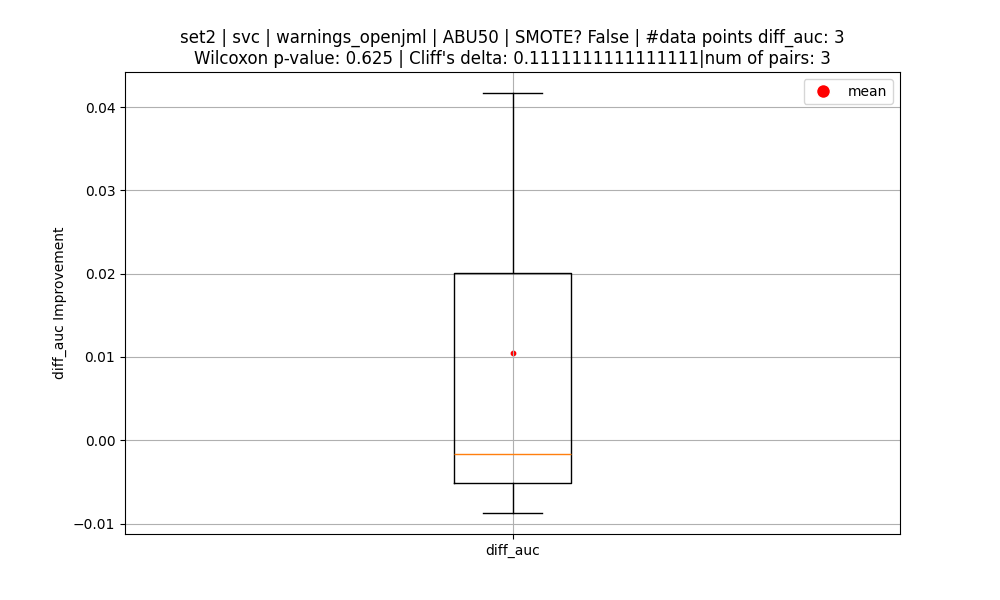 set2 | svc | warnings_openjml | ABU50 | SMOTE? False | #data points diff_auc: 3
Wilcoxon p-value: 0.625 | Cliff's delta: 0.1111111111111111|num of pairs: 3
mean
0.04
0.03
0.02
0.01
0.00
−0.01
diff_auc Improvement
diff_auc